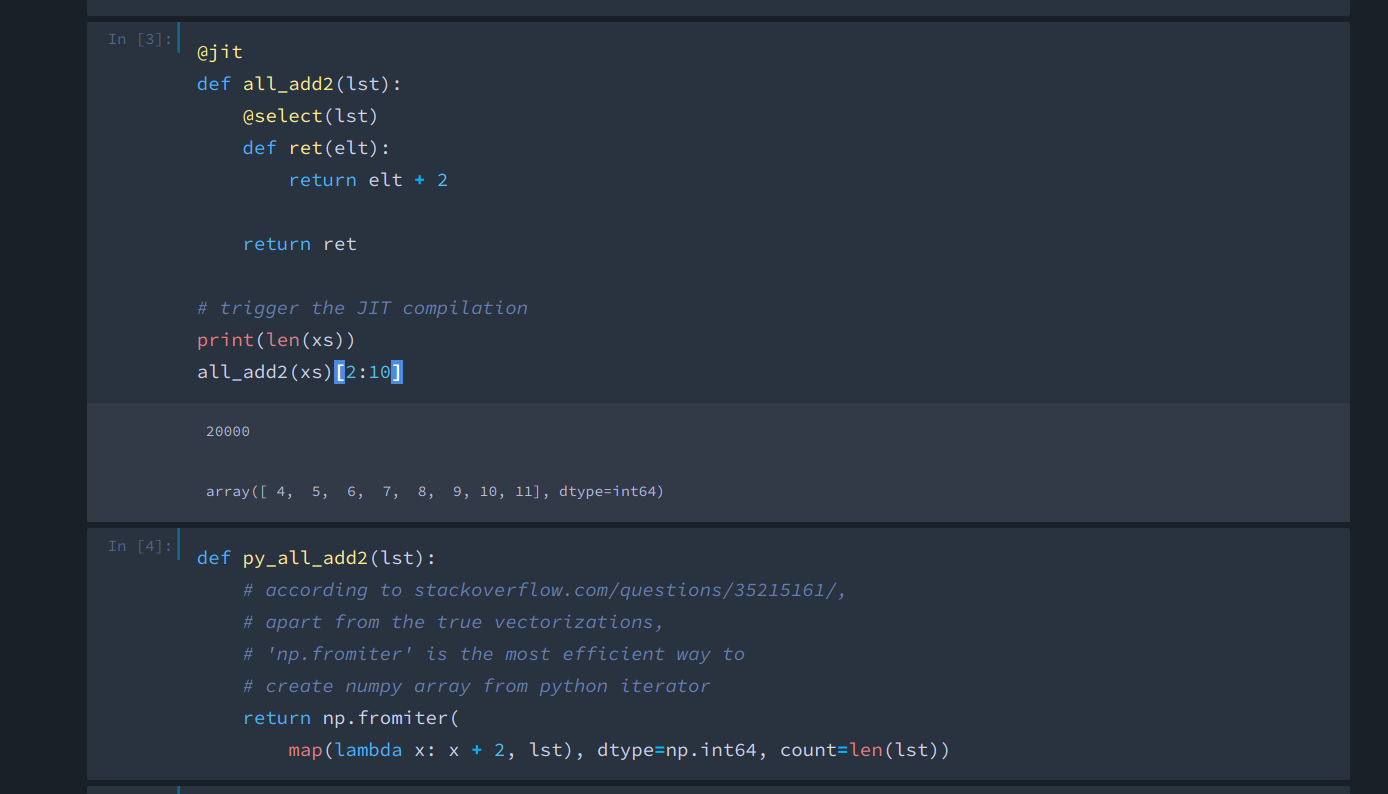 In [3]:
@jit
def all_add2(lst):
    @select(lst)
    def ret(elt):
        return elt + 2
    return ret
# trigger the JIT compilation
print(len(xs))
all_add2(xs)[2:10]
20000
array([ 4,  5,  6,  7,  8,  9, 10, 11], dtype=int64)
In [4]:
def py_all_add2(lst):
    # according to stackoverflow.com/questions/35215161/,
    # apart from the true vectorizations,
    # 'np.fromiter' is the most efficient way to
    # create numpy array from python iterator
    return np.fromiter(
        map(lambda x: x + 2, lst), dtype=np.int64, count=len(lst))